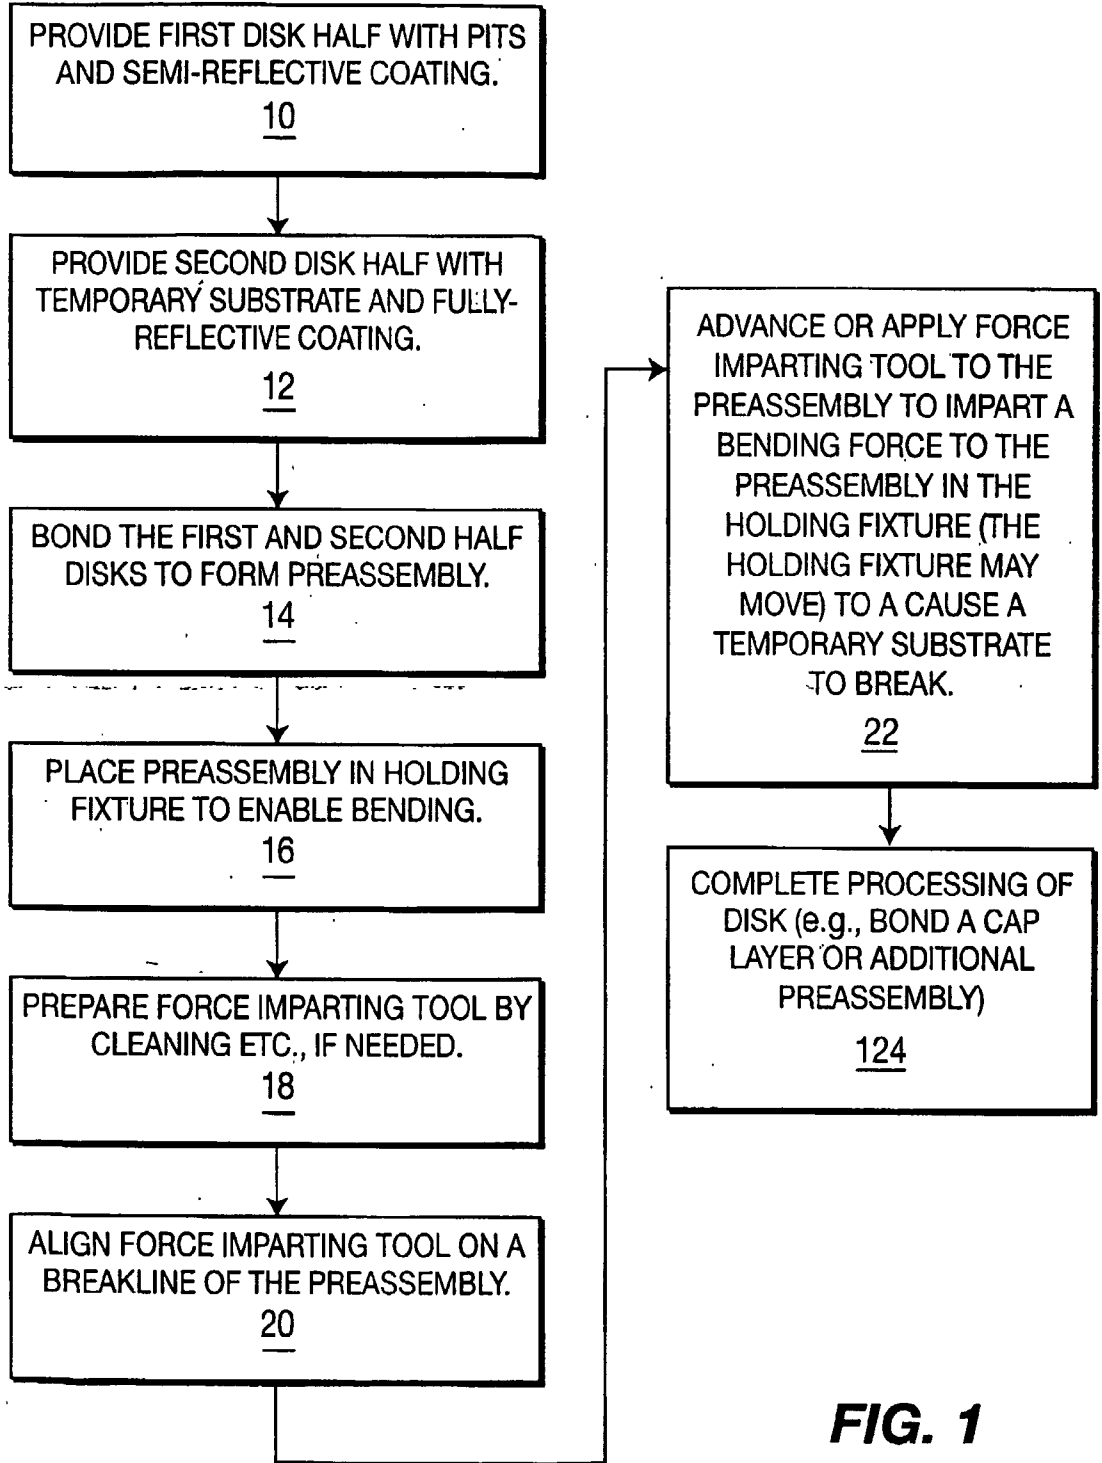 PROVIDE FIRST DISK HALF WITH PITS
AND SEMI-REFLECTIVE COATING.
10
PROVIDE SECOND DISK HALF WITH
TEMPORARY SUBSTRATE AND FULLY-
REFLECTIVE COATING.
12
BOND THE FIRST AND SECOND HALF
DISKS TO FORM PREASSEMBLY.
14
PLACE PREASSEMBLY IN HOLDING
FIXTURE TO ENABLE BENDING.
16
PREPARE FORCE IMPARTING TOOL BY
CLEANING ETC., IF NEEDED.
18
ALIGN FORCE IMPARTING TOOL ON A
BREAKLINE OF THE PREASSEMBLY.
20
ADVANCE OR APPLY FORCE
IMPARTING TOOL TO THE
PREASSEMBLY TO IMPART A
BENDING FORCE TO THE
PREASSEMBLY IN THE
HOLDING FIXTURE (THE
HOLDING FIXTURE MAY
MOVE) TO A CAUSE A
TEMPORARY SUBSTRATE
TO BREAK.
22
COMPLETE PROCESSING OF
DISK (e.g., BOND A CAP
LAYER OR ADDITIONAL
PREASSEMBLY)
124
FIG. 1